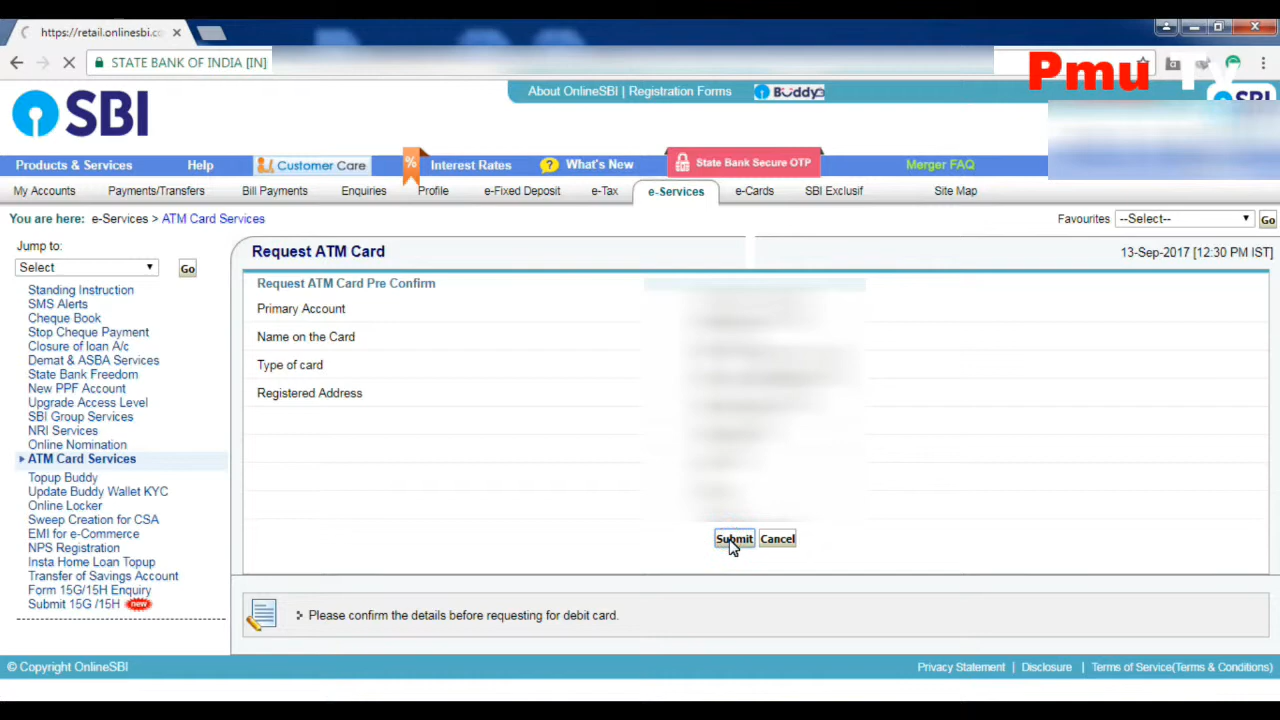 https://retail.onlinesbi.co
STATE BANK OF INDIA [IN]
Pmu Tv
About OnlineSBI | Registration Forms
Buddy
SBI
SBI
Products & Services Help Customer Care % Interest Rates ? What's New State Bank Secure OTP Merger FAQ
My Accounts Payments/Transfers Bill Payments Enquiries Profile e-Fixed Deposit e-Tax e-Services e-Cards SBI Exclusif Site Map
You are here: e-Services > ATM Card Services
Favourites --Select-- Go
Jump to:
Select Go
Standing Instruction
SMS Alerts
Cheque Book
Stop Cheque Payment
Closure of loan A/c
Demat & ASBA Services
State Bank Freedom
New PPF Account
Upgrade Access Level
SBI Group Services
NRI Services
Online Nomination
ATM Card Services
Topup Buddy
Update Buddy Wallet KYC
Online Locker
Sweep Creation for CSA
EMI for e-Commerce
NPS Registration
Insta Home Loan Topup
Transfer of Savings Account
Form 15G/15H Enquiry
Submit 15G /15H new
Request ATM Card
13-Sep-2017 [12:30 PM IST]
Request ATM Card Pre Confirm
Primary Account
Name on the Card
Type of card
Registered Address
Submit Cancel
Please confirm the details before requesting for debit card.
© Copyright OnlineSBI
Privacy Statement | Disclosure | Terms of Service(Terms & Conditions)